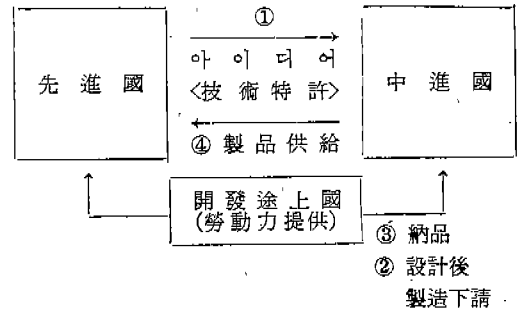 ①
아 이 디 어
先 進 國
<技 術 特 許>
中 進 國
④ 製 品 供 給
開 發 途 上 國
(勞 動 力 提 供)
③ 納品
② 設計後
製造下請